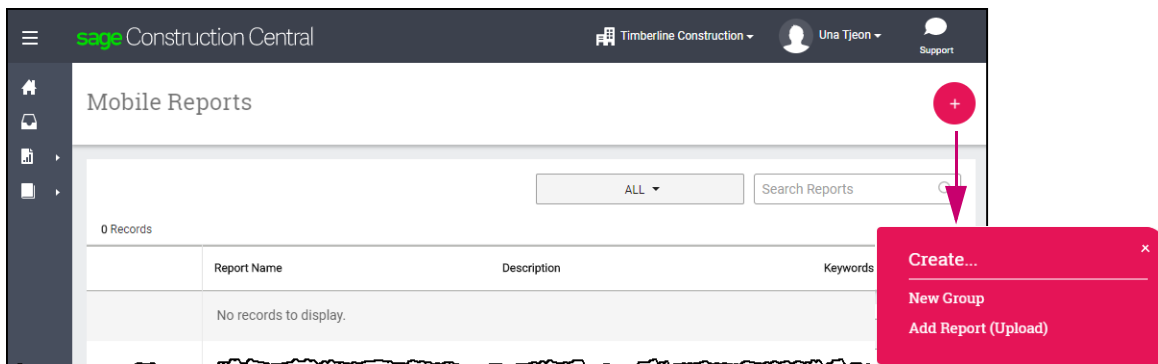 sage Construction Central
Timberline Construction
Una Tjeon
Support
Mobile Reports
+
ALL
Search Reports
0 Records
Report Name Description Keywords
No records to display.
Create...
×
New Group
Add Report (Upload)